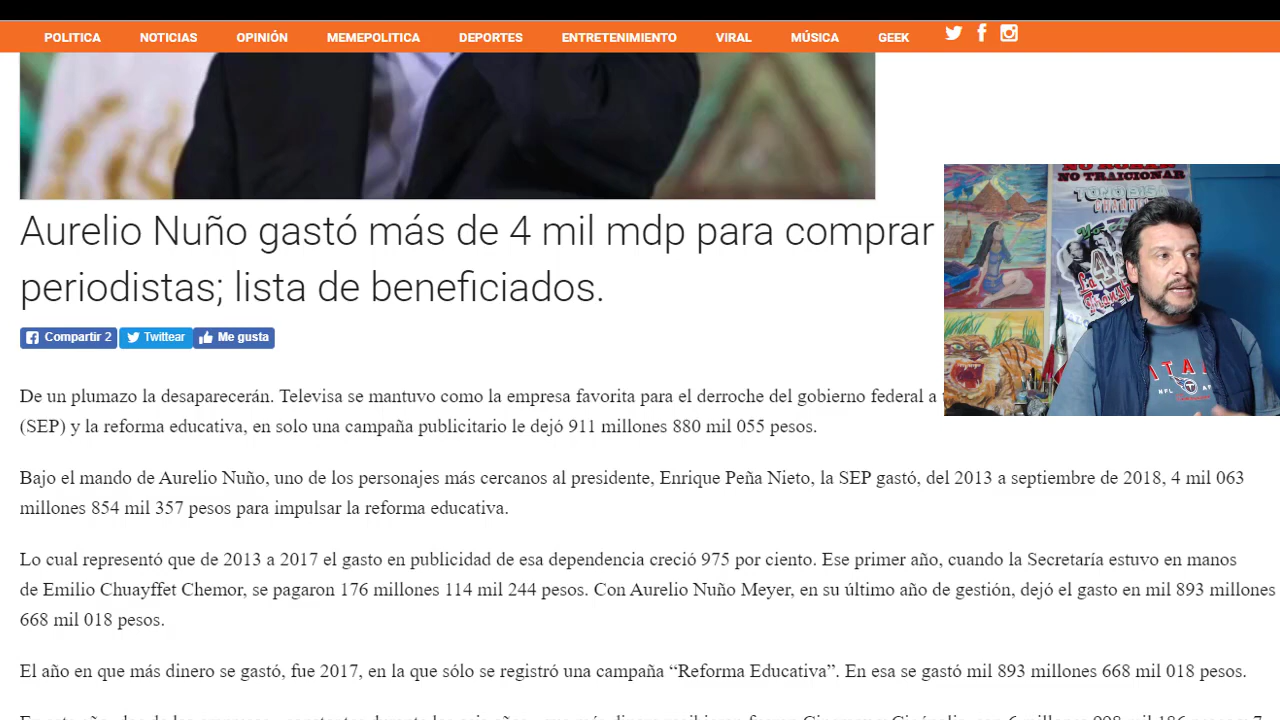 POLITICA NOTICIAS OPINIÓN MEMEPOLITICA DEPORTES ENTRETENIMIENTO VIRAL MÚSICA GEEK
NO ROBAR
NO TRAICIONAR
Aurelio Nuño gastó más de 4 mil mdp para comprar
periodistas; lista de beneficiados.
Compartir 2 Twittear Me gusta
De un plumazo la desaparecerán. Televisa se mantuvo como la empresa favorita para el derroche del gobierno federal a
(SEP) y la reforma educativa, en solo una campaña publicitario le dejó 911 millones 880 mil 055 pesos.
Bajo el mando de Aurelio Nuño, uno de los personajes más cercanos al presidente, Enrique Peña Nieto, la SEP gastó, del 2013 a septiembre de 2018, 4 mil 063
millones 854 mil 357 pesos para impulsar la reforma educativa.
Lo cual representó que de 2013 a 2017 el gasto en publicidad de esa dependencia creció 975 por ciento. Ese primer año, cuando la Secretaría estuvo en manos
de Emilio Chuayffet Chemor, se pagaron 176 millones 114 mil 244 pesos. Con Aurelio Nuño Meyer, en su último año de gestión, dejó el gasto en mil 893 millones
668 mil 018 pesos.
El año en que más dinero se gastó, fue 2017, en la que sólo se registró una campaña “Reforma Educativa”. En esa se gastó mil 893 millones 668 mil 018 pesos.